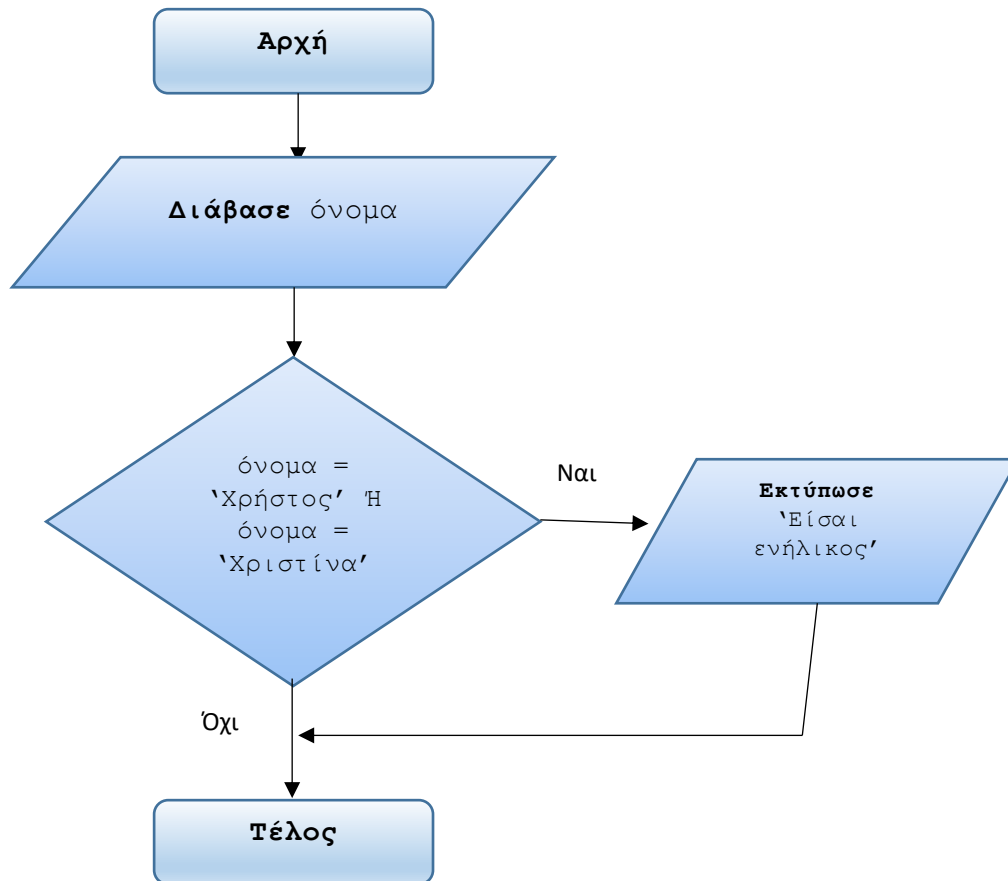 Αρχή
Διάβασε όνομα
όνομα =
‘Χρήστος’ Ή
όνομα =
‘Χριστίνα’
Ναι
Εκτύπωσε
‘Είσαι
ενήλικος’
Όχι
Τέλος